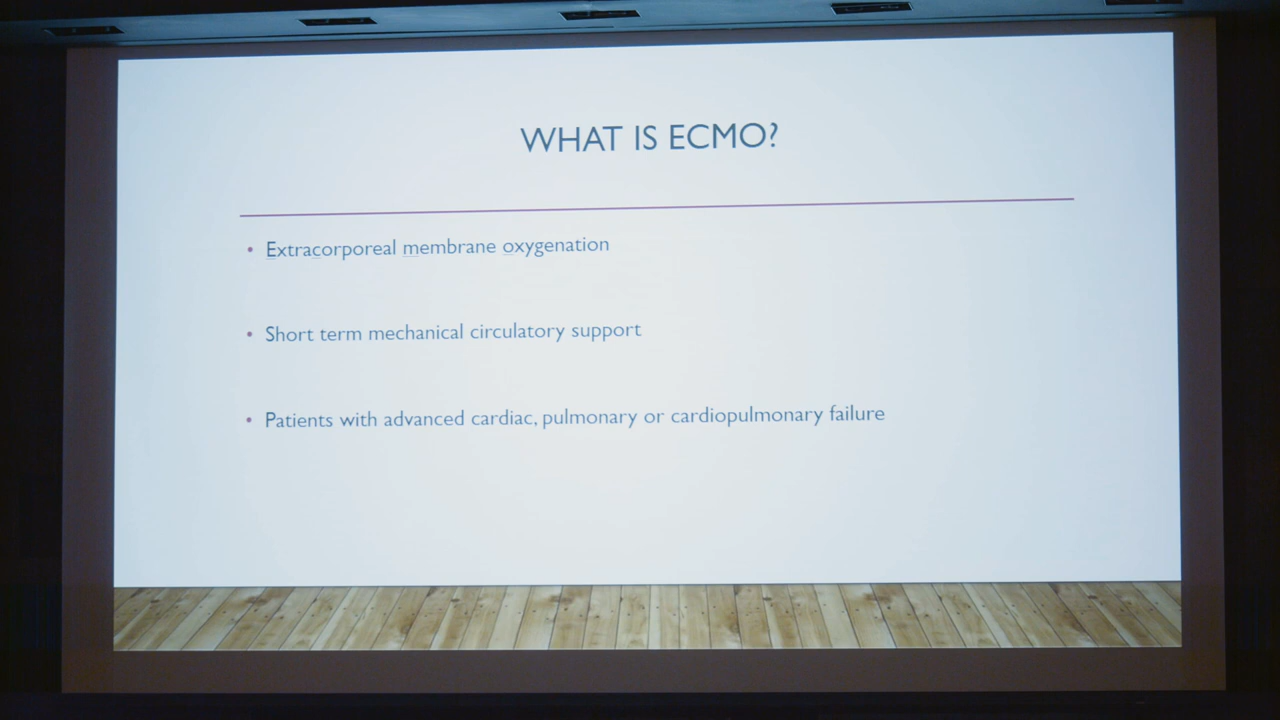 WHAT IS ECMO?
• Extracorporeal membrane oxygenation
• Short term mechanical circulatory support
• Patients with advanced cardiac, pulmonary or cardiopulmonary failure